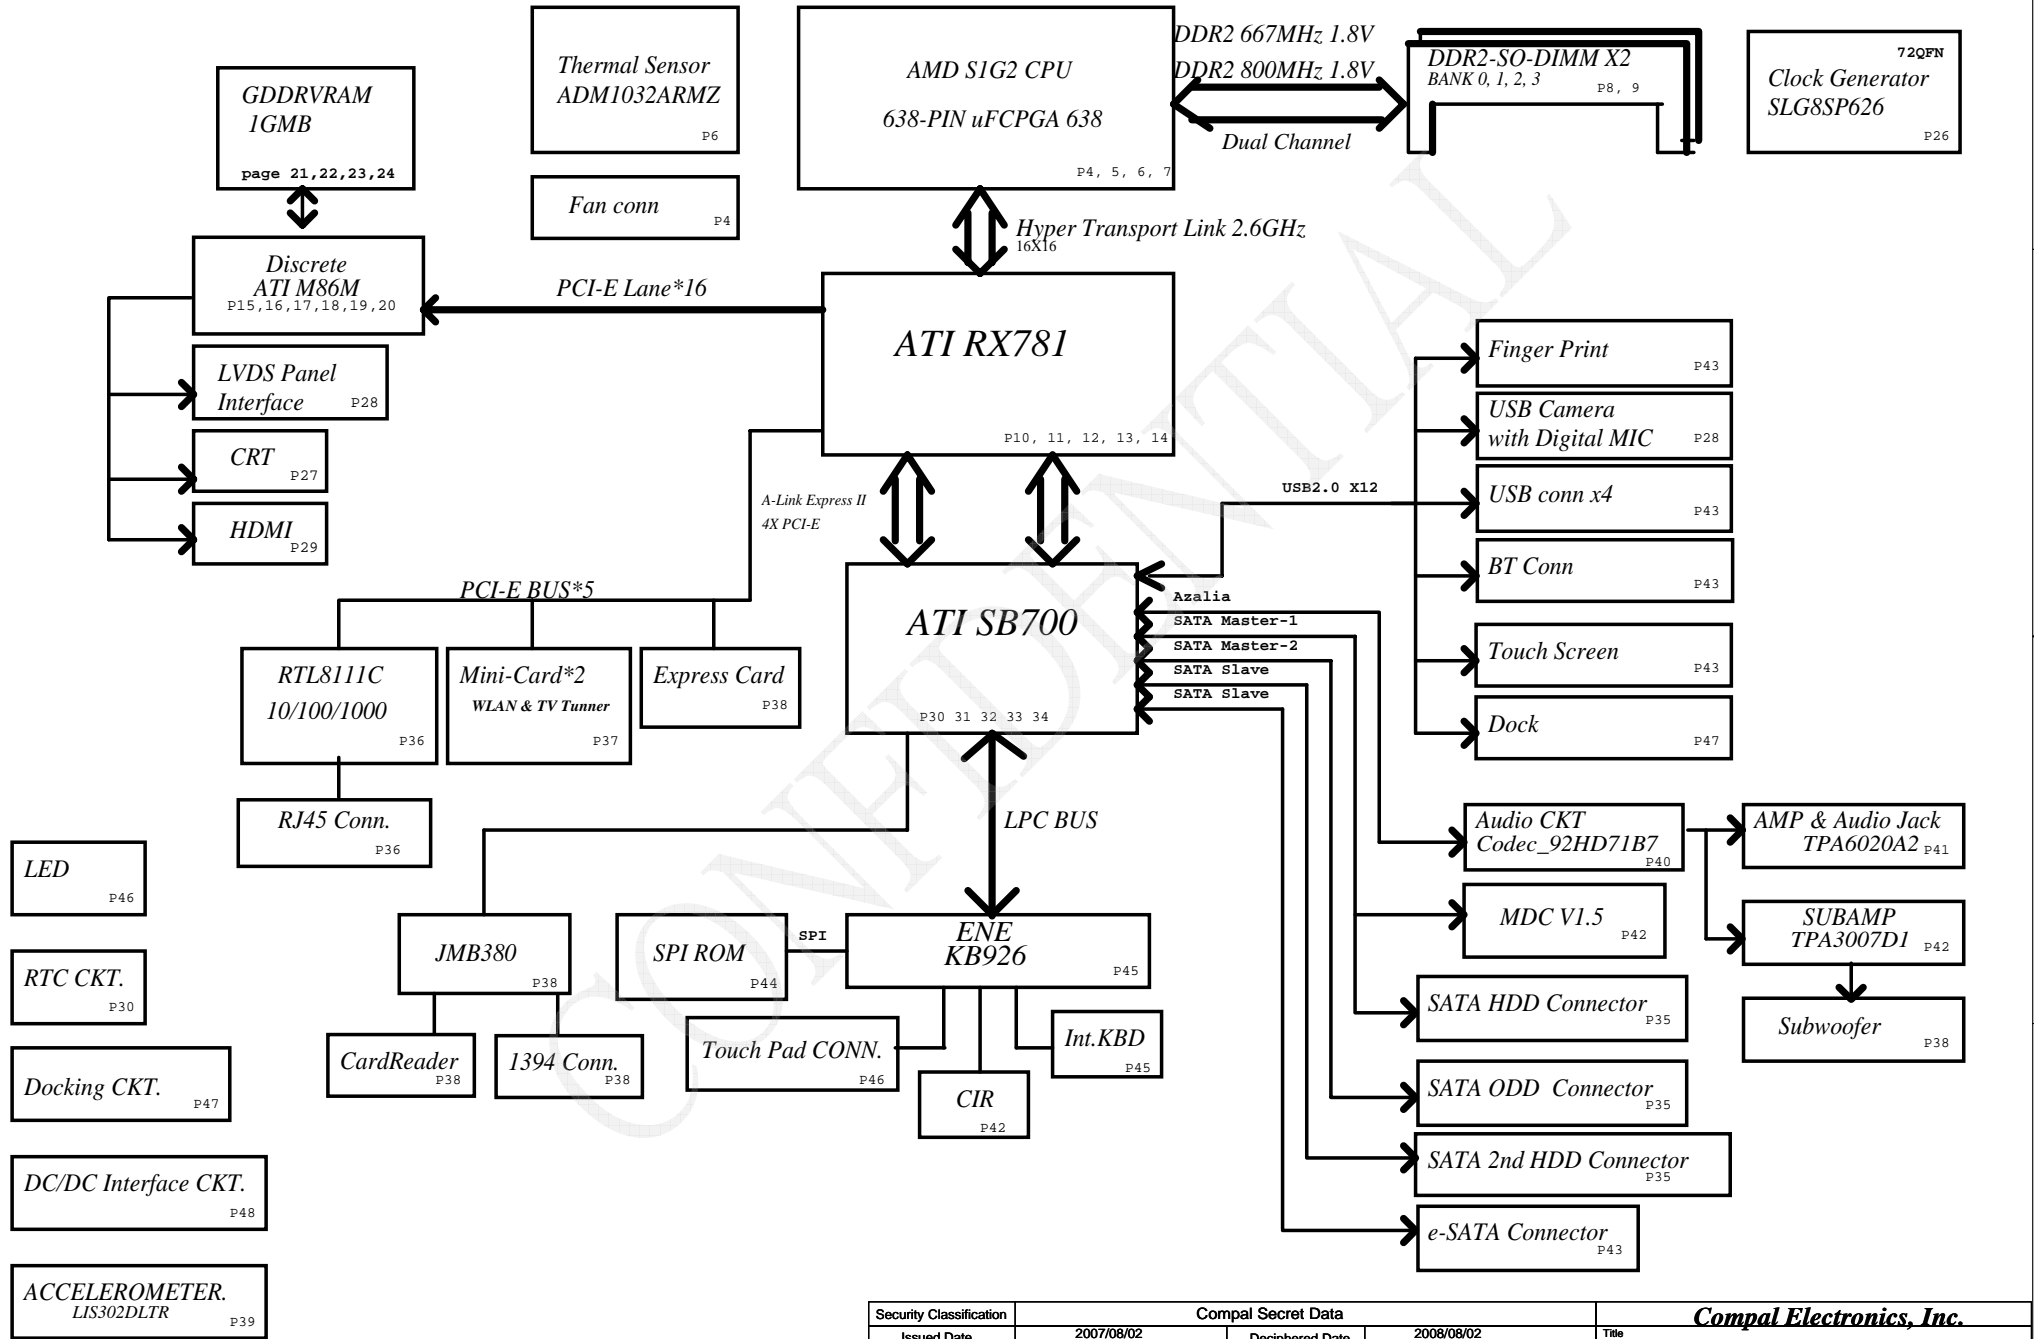 GDDRVRAM
1GMB
page 21,22,23,24
Thermal Sensor
ADM1032ARMZ
P6
Fan conn
P4
AMD S1G2 CPU
638-PIN uFCPGA 638
P4, 5, 6, 7
DDR2 667MHz 1.8V
DDR2 800MHz 1.8V
Dual Channel
DDR2-SO-DIMM X2
BANK 0, 1, 2, 3
P8, 9
72QFN
Clock Generator
SLG8SP626
P26
Hyper Transport Link 2.6GHz
16X16
Discrete
ATI M86M
P15,16,17,18,19,20
PCI-E Lane*16
ATI RX781
P10, 11, 12, 13, 14
LVDS Panel
Interface
P28
CRT
P27
HDMI
P29
A-Link Express II
4X PCI-E
USB2.0 X12
Finger Print
P43
USB Camera
with Digital MIC
P28
USB conn x4
P43
BT Conn
P43
Touch Screen
P43
Dock
P47
PCI-E BUS*5
ATI SB700
P30 31 32 33 34
Azalia
SATA Master-1
SATA Master-2
SATA Slave
SATA Slave
RTL8111C
10/100/1000
P36
Mini-Card*2
WLAN & TV Tunner
P37
Express Card
P38
RJ45 Conn.
P36
LPC BUS
Audio CKT
Codec_92HD71B7
P40
AMP & Audio Jack
TPA6020A2
P41
MDC V1.5
P42
SUBAMP
TPA3007D1
P42
Subwoofer
P38
LED
P46
RTC CKT.
P30
Docking CKT.
P47
DC/DC Interface CKT.
P48
ACCELEROMETER.
LIS302DLTR
P39
JMB380
P38
SPI ROM
P44
SPI
ENE
KB926
P45
CardReader
P38
1394 Conn.
P38
Touch Pad CONN.
P46
CIR
P42
Int.KBD
P45
SATA HDD Connector
P35
SATA ODD Connector
P35
SATA 2nd HDD Connector
P35
e-SATA Connector
P43
CONFIDENTIAL
Security Classification
Compal Secret Data
Compal Electronics, Inc.
Issued Date
2007/08/02
Deciphered Date
2008/08/02
Title